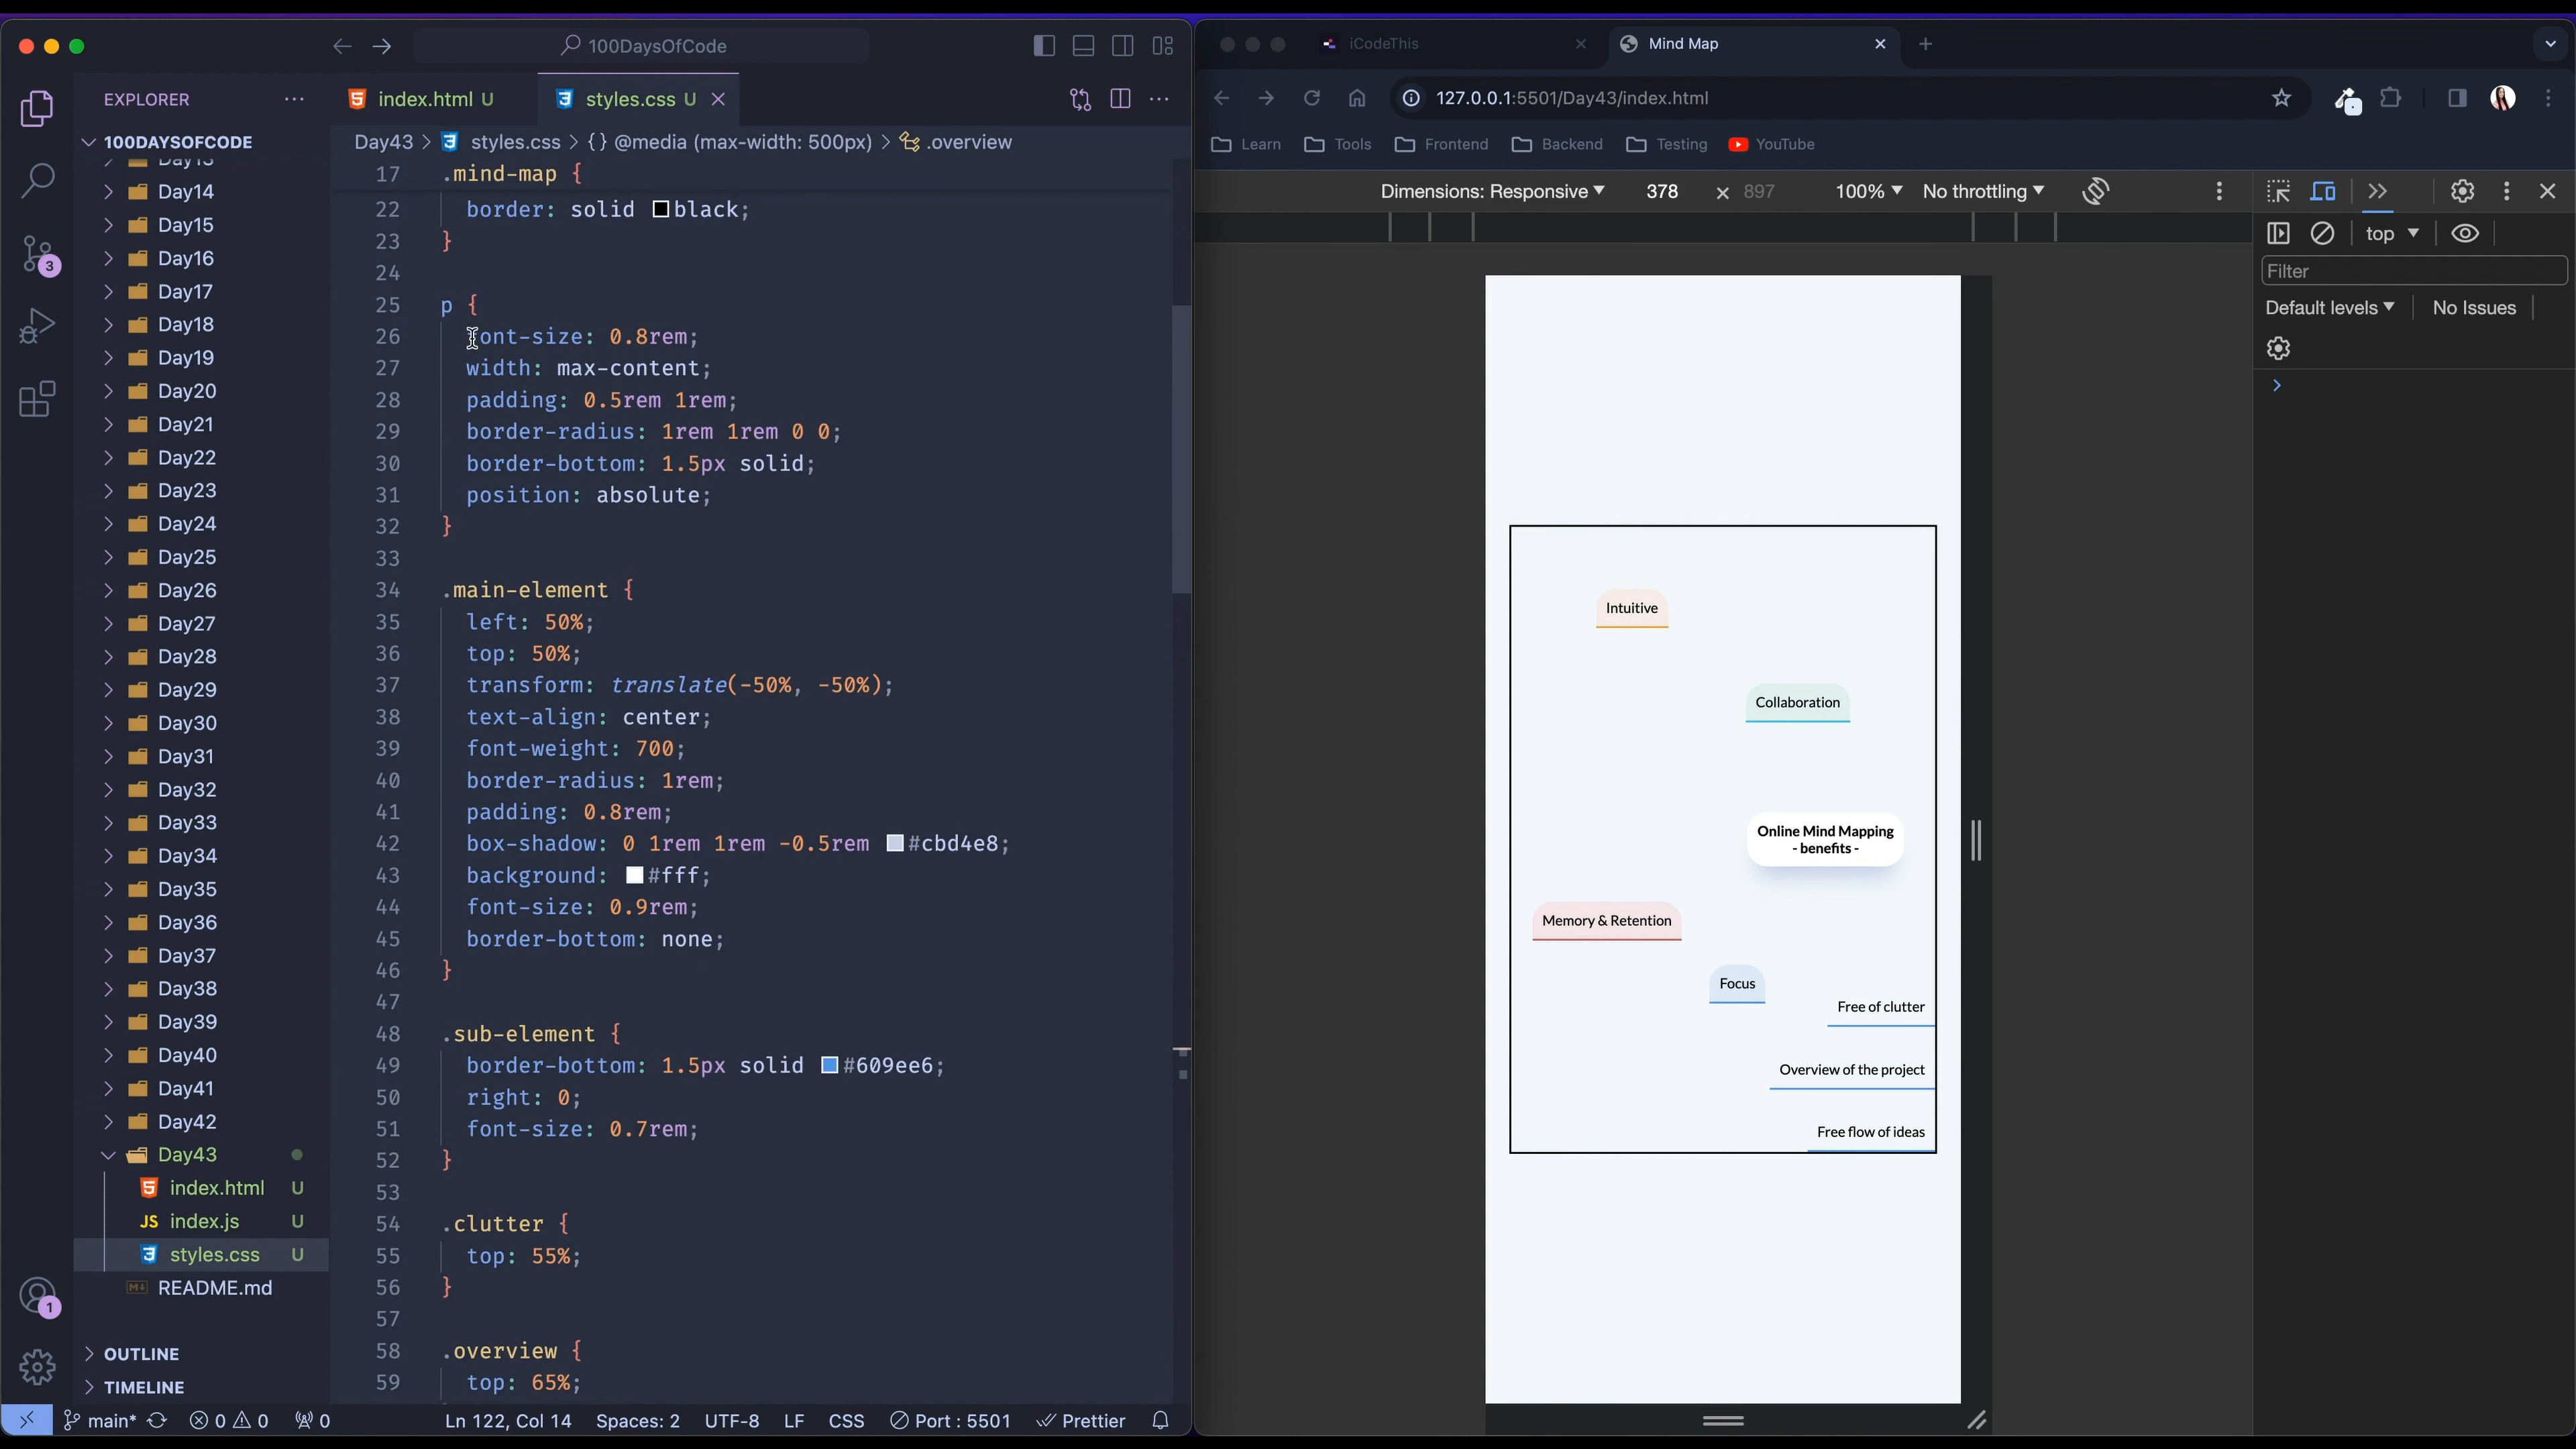 100DaysOfCode
EXPLORER
index.html U
styles.css U
100DAYSOFCODE
Day43 > styles.css > {} @media (max-width: 500px) > .overview
Day14
Day15
Day16
Day17
Day18
Day19
Day20
Day21
Day22
Day23
Day24
Day25
Day26
Day27
Day28
Day29
Day30
Day31
Day32
Day33
Day34
Day35
Day36
Day37
Day38
Day39
Day40
Day41
Day42
Day43
index.html U
JS index.js U
styles.css U
README.md
OUTLINE
TIMELINE
3
1
17 .mind-map {
22 border: solid black;
23 }
24
25 p {
26 font-size: 0.8rem;
27 width: max-content;
28 padding: 0.5rem 1rem;
29 border-radius: 1rem 1rem 0 0;
30 border-bottom: 1.5px solid;
31 position: absolute;
32 }
33
34 .main-element {
35 left: 50%;
36 top: 50%;
37 transform: translate(-50%, -50%);
38 text-align: center;
39 font-weight: 700;
40 border-radius: 1rem;
41 padding: 0.8rem;
42 box-shadow: 0 1rem 1rem -0.5rem #cbd4e8;
43 background: #fff;
44 font-size: 0.9rem;
45 border-bottom: none;
46 }
47
48 .sub-element {
49 border-bottom: 1.5px solid #609ee6;
50 right: 0;
51 font-size: 0.7rem;
52 }
53
54 .clutter {
55 top: 55%;
56 }
57
58 .overview {
59 top: 65%;
main* 0 0 0 Ln 122, Col 14 Spaces: 2 UTF-8 LF CSS Port : 5501 Prettier
iCodeThis
Mind Map
127.0.0.1:5501/Day43/index.html
Learn Tools Frontend Backend Testing YouTube
Dimensions: Responsive 378 × 897 100% No throttling
top
Filter
Default levels No Issues
Intuitive
Collaboration
Online Mind Mapping
- benefits -
Memory & Retention
Focus
Free of clutter
Overview of the project
Free flow of ideas